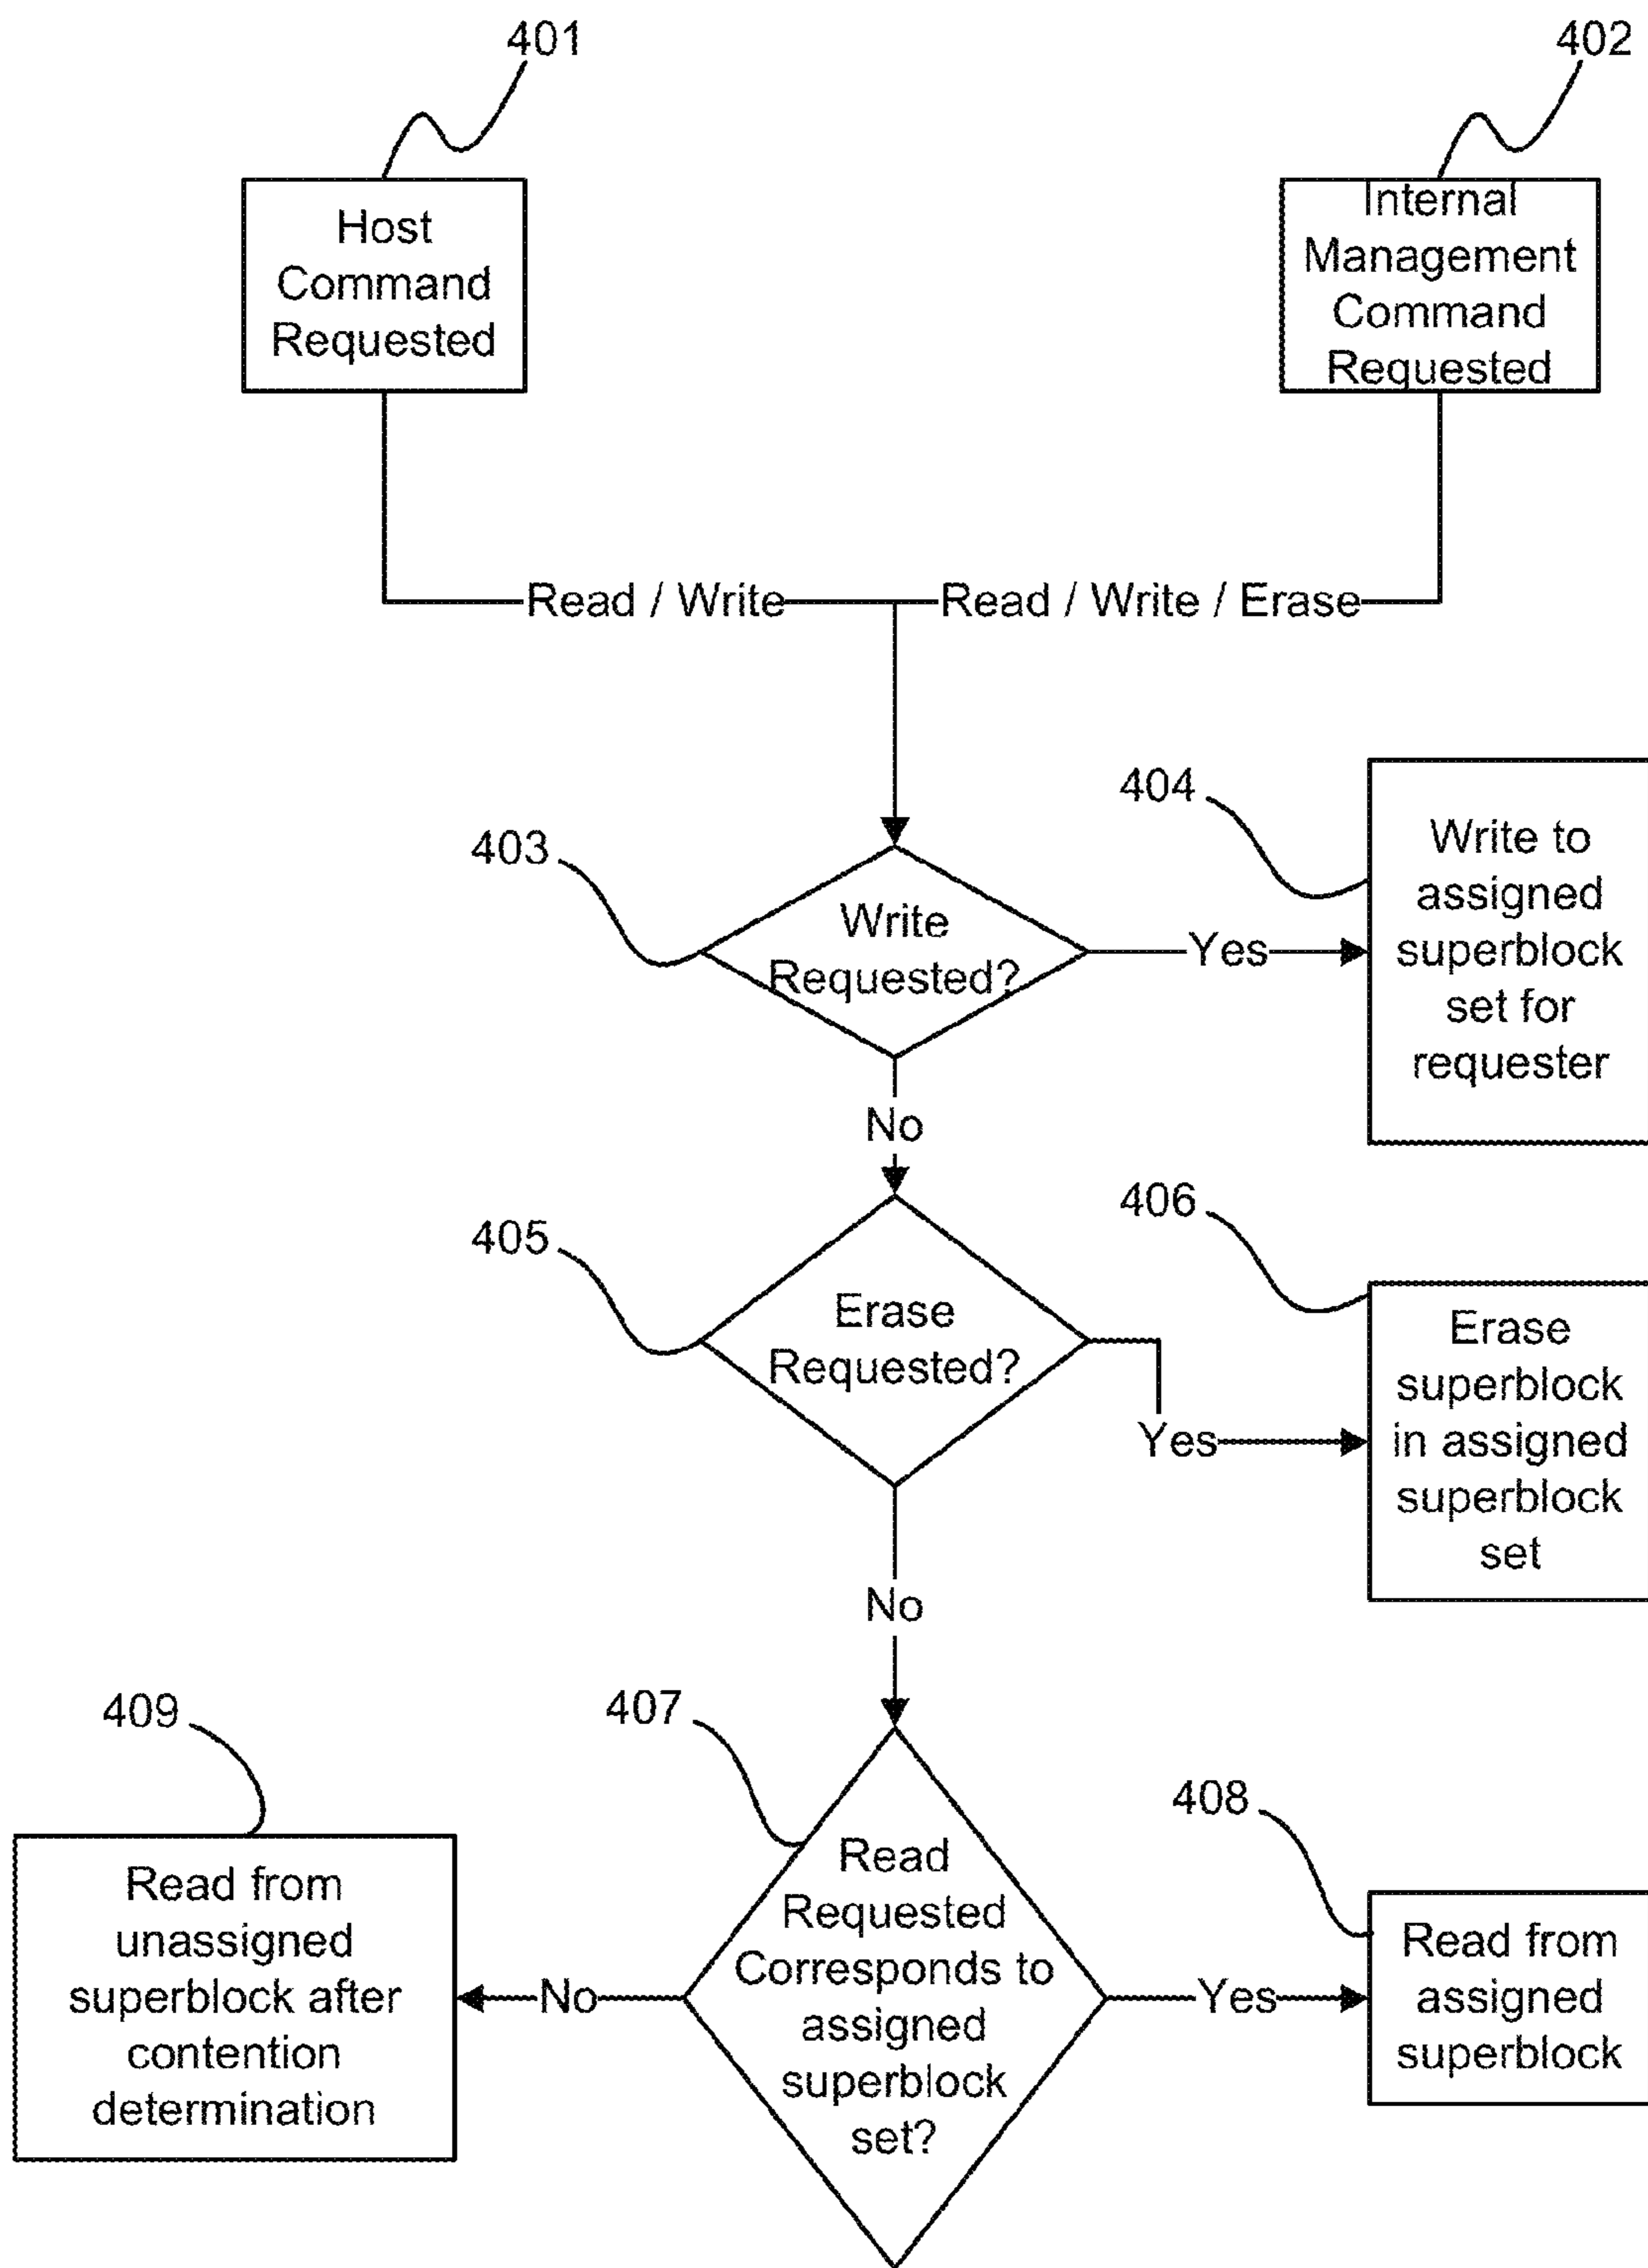 401
402
Host
Command
Requested
Internal
Management
Command
Requested
Read / Write
Read / Write / Erase
403
Write
Requested?
Yes
404
Write to
assigned
superblock
set for
requester
No
405
Erase
Requested?
Yes
406
Erase
superblock
in assigned
superblock
set
No
409
Read from
unassigned
superblock after
contention
determination
No
407
Read
Requested
Corresponds to
assigned
superblock
set?
Yes
408
Read from
assigned
superblock